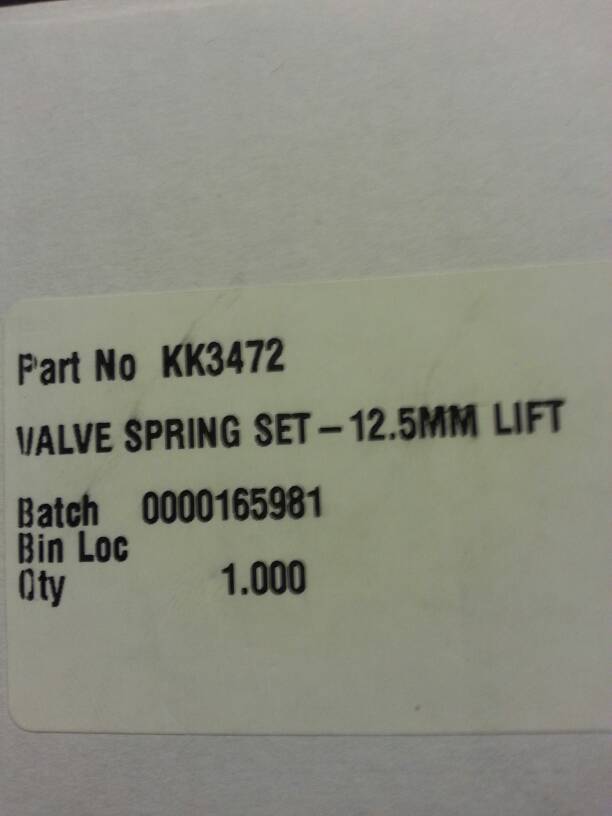 Part No KK3472
VALVE SPRING SET - 12.5MM LIFT
Batch 0000165981
Bin Loc
Qty 1.000